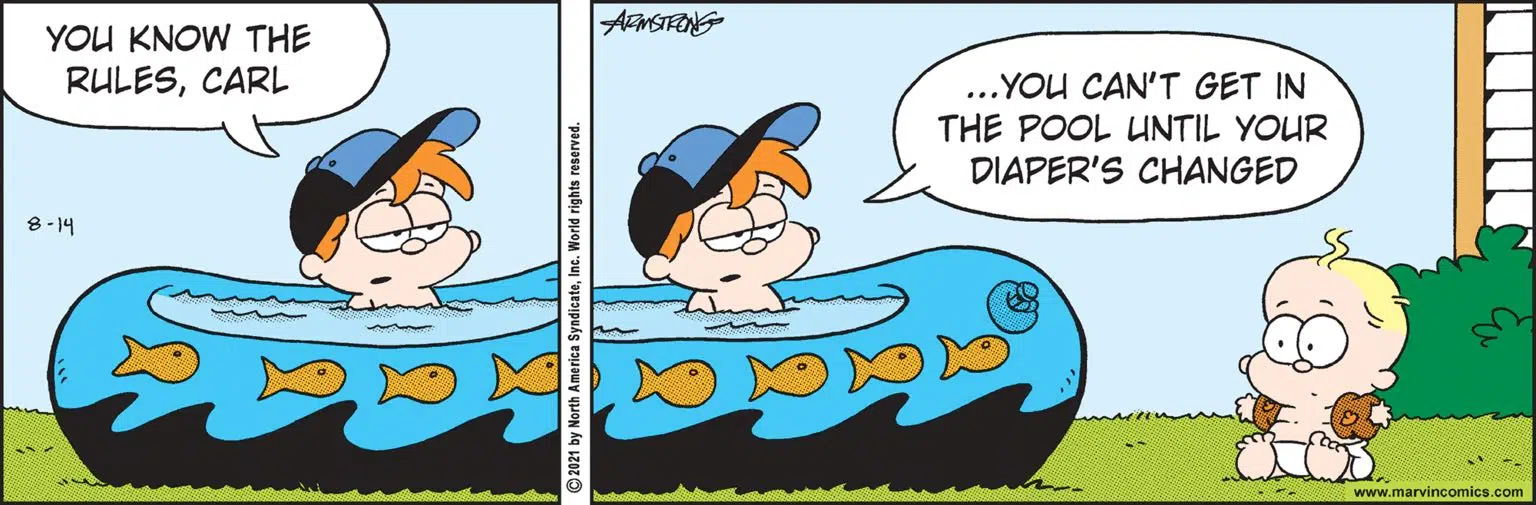 YOU KNOW THE
RULES, CARL
8-14
©2021 by North America Syndicate, Inc. World rights reserved.
ARMSTRONG
...YOU CAN'T GET IN
THE POOL UNTIL YOUR
DIAPER'S CHANGED
www.marvincomics.com